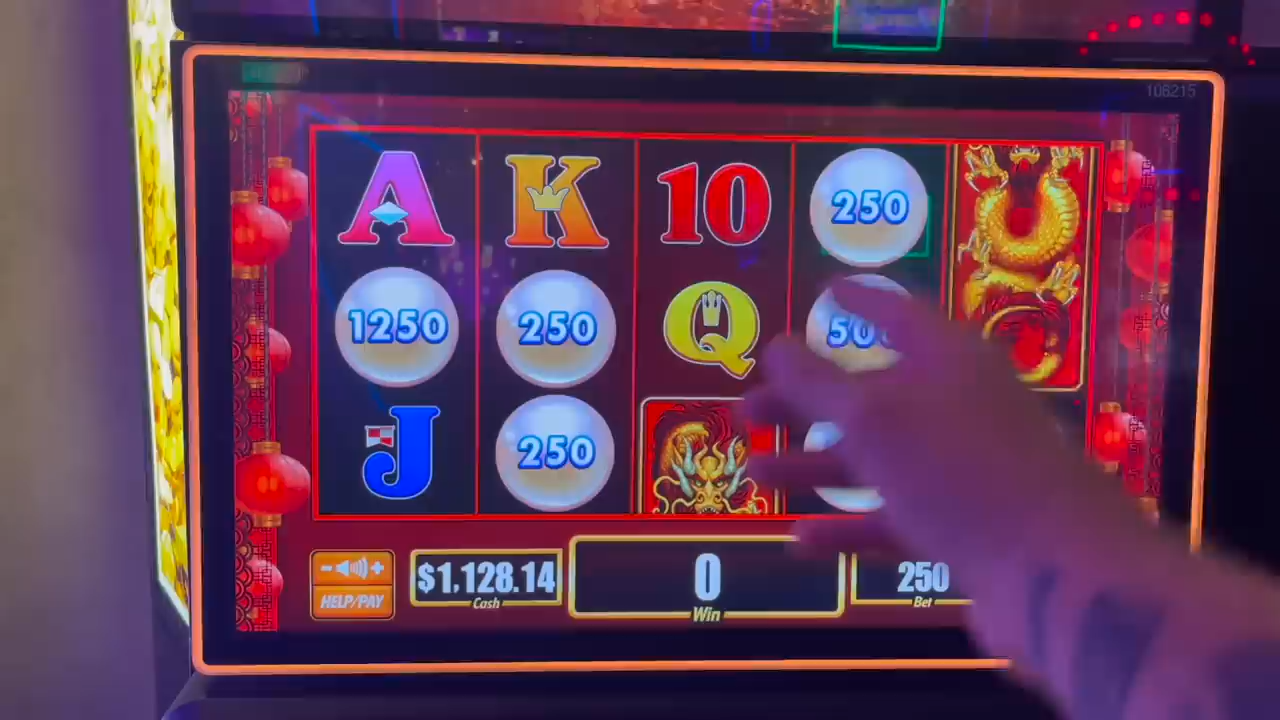 108215
A K 10 250
1250 250 Q
J 250
-+
HELP/PAY
$1,128.14
Cash
0
Win
250
Bet